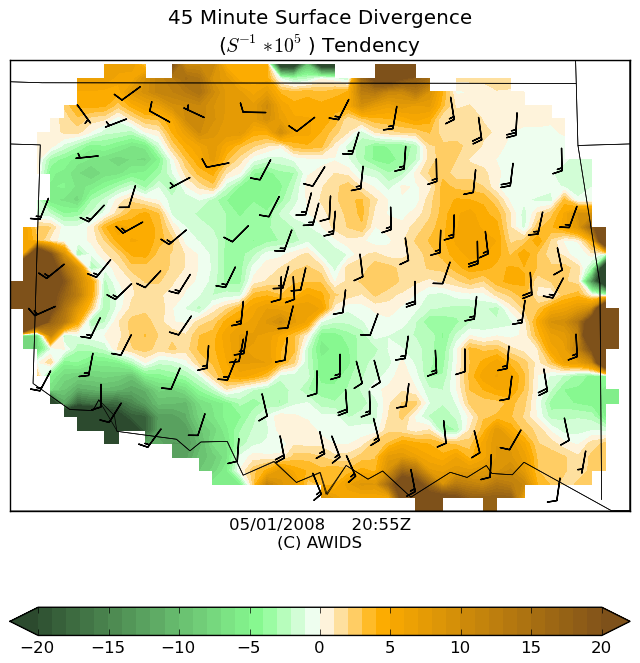 45 Minute Surface Divergence
(S⁻¹ *10⁵ ) Tendency
05/01/2008 20:55Z
(C) AWIDS
−20 −15 −10 −5 0 5 10 15 20